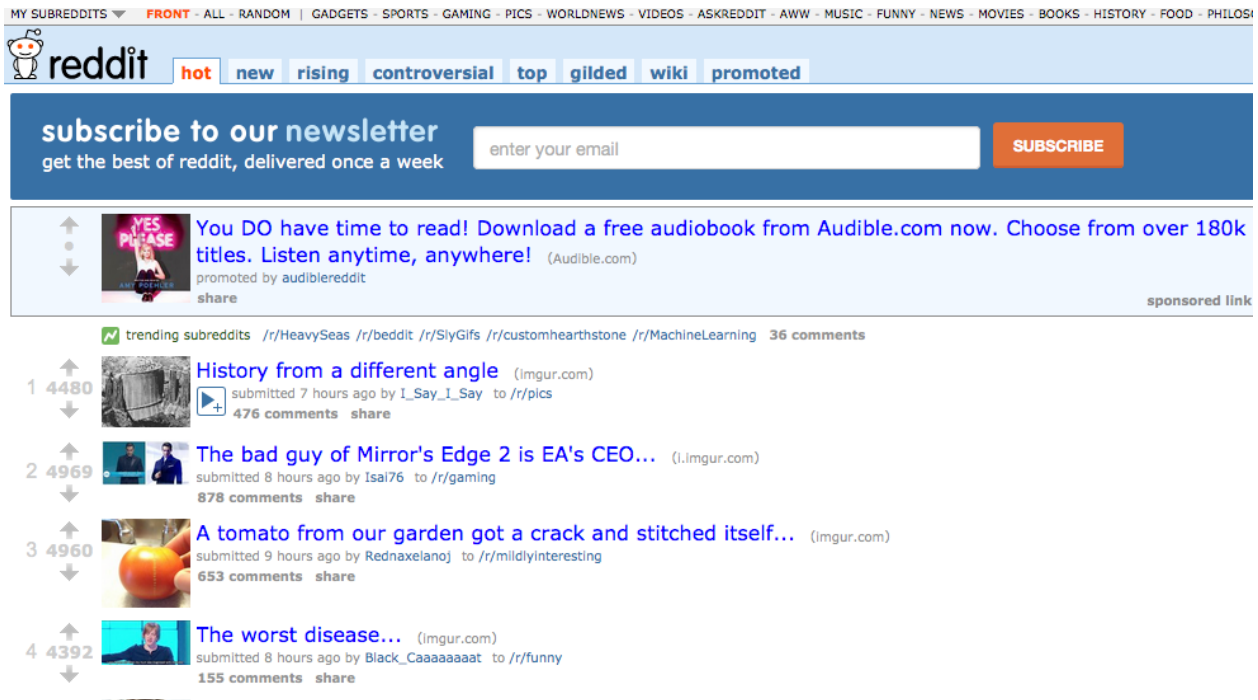 MY SUBREDDITS FRONT - ALL - RANDOM | GADGETS - SPORTS - GAMING - PICS - WORLDNEWS - VIDEOS - ASKREDDIT - AWW - MUSIC - FUNNY - NEWS - MOVIES - BOOKS - HISTORY - FOOD -
reddit hot new rising controversial top gilded wiki promoted
subscribe to our newsletter
get the best of reddit, delivered once a week
enter your email
SUBSCRIBE
YES PLEASE
AMY POEHLER
You DO have time to read! Download a free audiobook from Audible.com now. Choose from over 180k
titles. Listen anytime, anywhere! (Audible.com)
promoted by audiblereddit
share
sponsored link
trending subreddits /r/HeavySeas /r/beddit /r/SlyGifs /r/customhearthstone /r/MachineLearning 36 comments
1 4480
History from a different angle (imgur.com)
submitted 7 hours ago by I_Say_I_Say to /r/pics
476 comments share
2 4969
The bad guy of Mirror's Edge 2 is EA's CEO... (i.imgur.com)
submitted 8 hours ago by Isai76 to /r/gaming
878 comments share
3 4960
A tomato from our garden got a crack and stitched itself... (imgur.com)
submitted 9 hours ago by Rednaxelanoj to /r/mildlyinteresting
653 comments share
4 4392
The worst disease... (imgur.com)
submitted 8 hours ago by Black_Caaaaaaaat to /r/funny
155 comments share